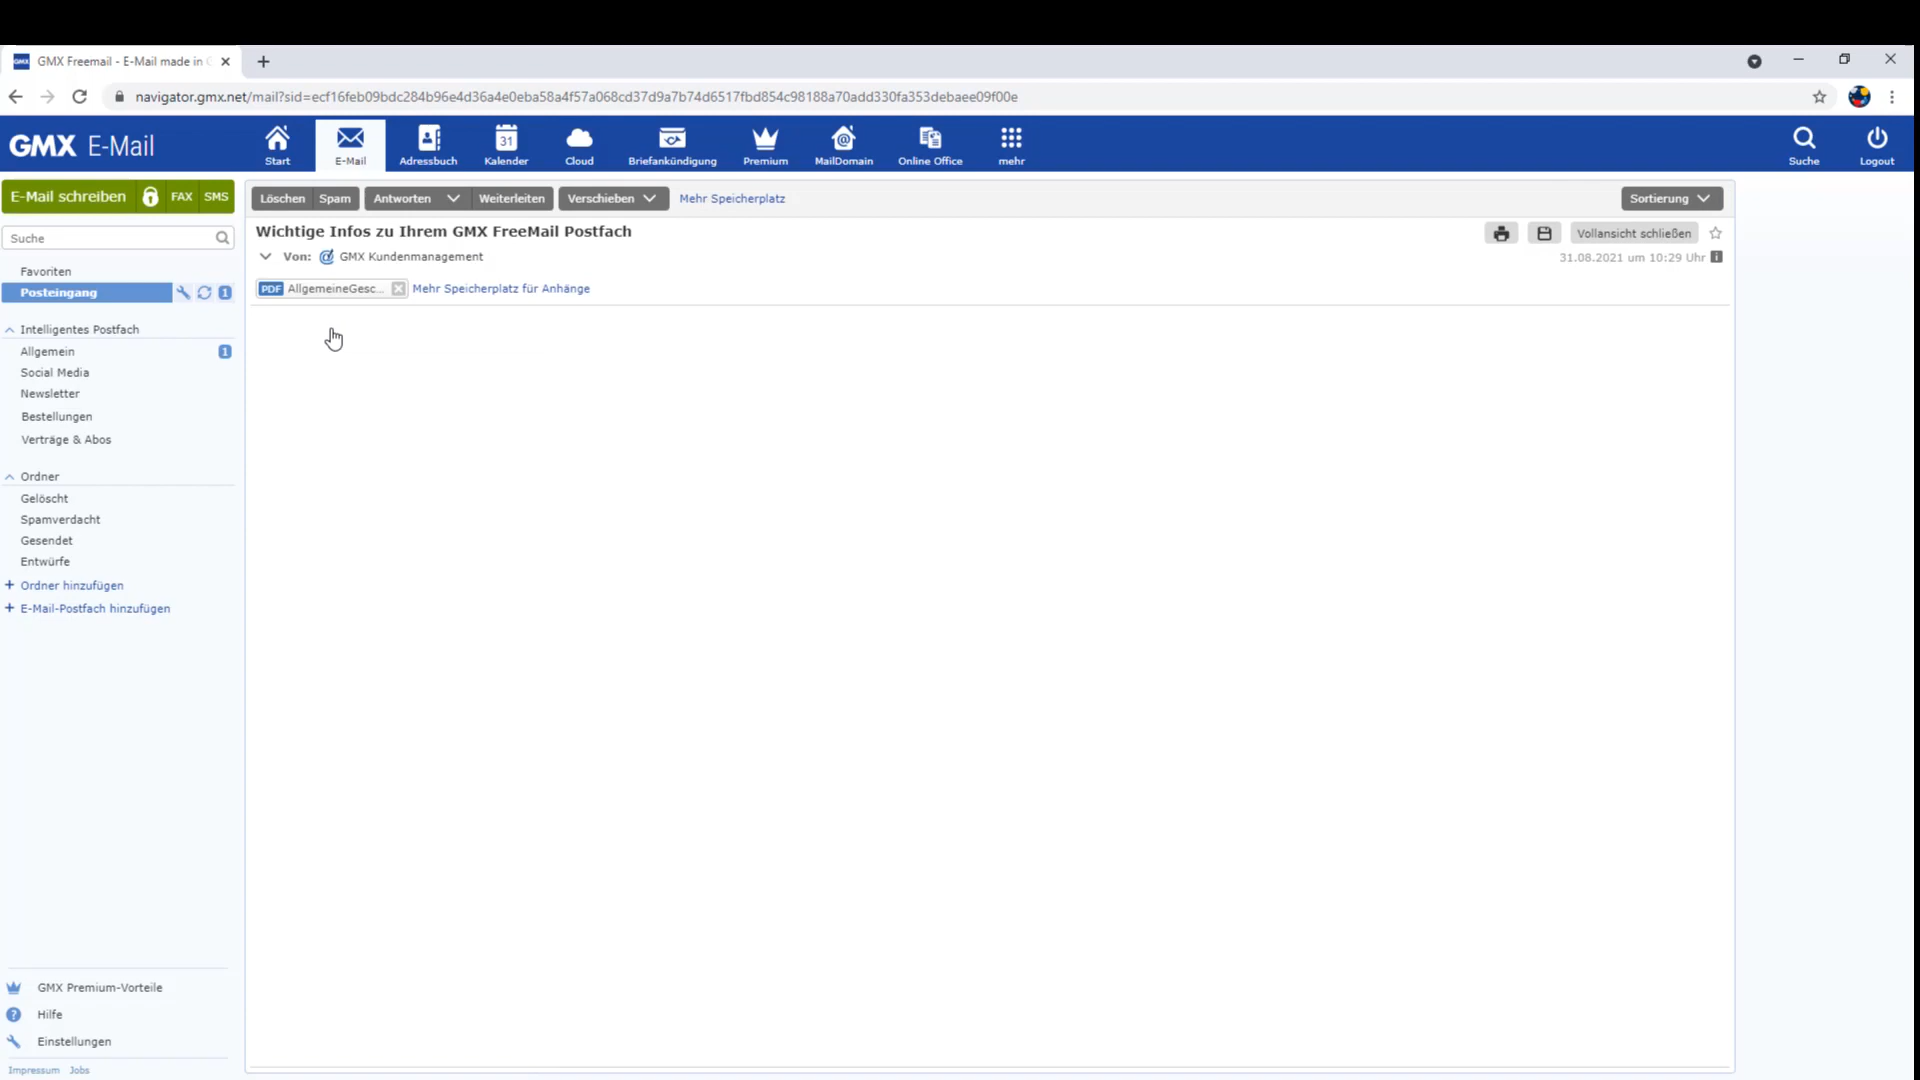 GMX Freemail - E-Mail made in G
navigator.gmx.net/mail?sid=ecf16feb09bdc284b96e4d36a4e0eba58a4f57a068cd37d9a7b74d6517fbd854c98188a70add330fa353debaee09f00e
GMX E-Mail
Start
E-Mail
Adressbuch
31
Kalender
Cloud
Briefankündigung
Premium
MailDomain
Online Office
mehr
Suche
Logout
E-Mail schreiben FAX SMS
Löschen Spam Antworten Weiterleiten Verschieben Mehr Speicherplatz Sortierung
Suche
Wichtige Infos zu Ihrem GMX FreeMail Postfach
Vollansicht schließen
Von: GMX Kundenmanagement
31.08.2021 um 10:29 Uhr
PDF AllgemeineGesc... Mehr Speicherplatz für Anhänge
Favoriten
Posteingang 1
Intelligentes Postfach
Allgemein 1
Social Media
Newsletter
Bestellungen
Verträge & Abos
Ordner
Gelöscht
Spamverdacht
Gesendet
Entwürfe
+ Ordner hinzufügen
+ E-Mail-Postfach hinzufügen
GMX Premium-Vorteile
Hilfe
Einstellungen
Impressum Jobs